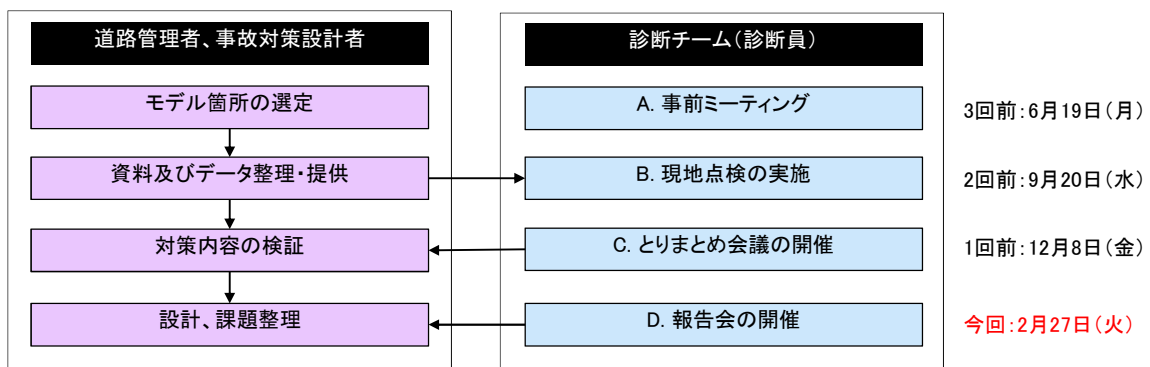 道路管理者、事故対策設計者
モデル箇所の選定
資料及びデータ整理・提供
対策内容の検証
設計、課題整理
診断チーム(診断員)
A. 事前ミーティング
B. 現地点検の実施
C. とりまとめ会議の開催
D. 報告会の開催
3回前:6月19日(月)
2回前:9月20日(水)
1回前:12月8日(金)
今回:2月27日(火)